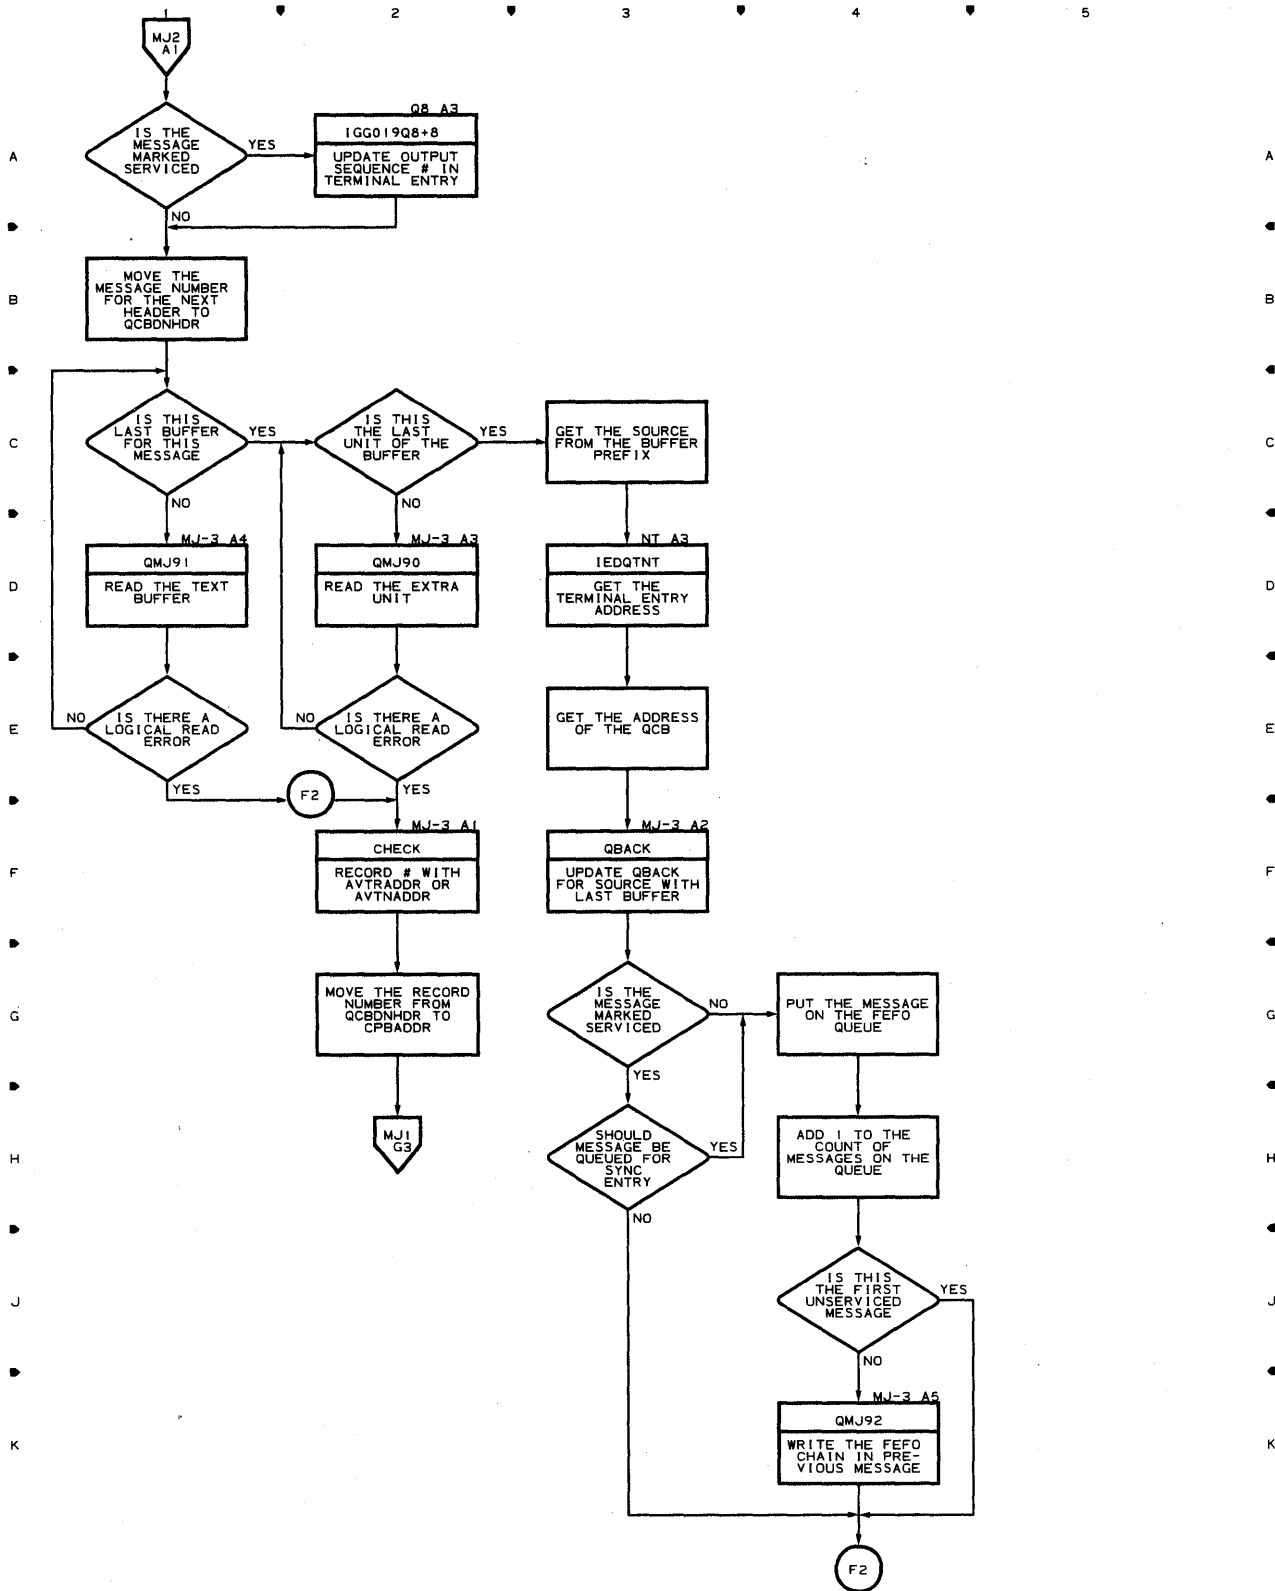 1
2
3
4
5
MJ2
A1
IS THE
MESSAGE
MARKED
SERVICED
YES
NO
Q8 A3
IGG019Q8+8
UPDATE OUTPUT
SEQUENCE # IN
TERMINAL ENTRY
A
A
MOVE THE
MESSAGE NUMBER
FOR THE NEXT
HEADER TO
QCBDNHDR
B
B
IS THIS
LAST BUFFER
FOR THIS
MESSAGE
YES
NO
IS THIS
THE LAST
UNIT OF THE
BUFFER
YES
NO
GET THE SOURCE
FROM THE BUFFER
PREFIX
C
C
MJ-3 A4
QMJ91
READ THE TEXT
BUFFER
MJ-3 A3
QMJ90
READ THE EXTRA
UNIT
NT A3
IEDQTNT
GET THE
TERMINAL ENTRY
ADDRESS
D
D
NO
IS THERE A
LOGICAL READ
ERROR
YES
NO
IS THERE A
LOGICAL READ
ERROR
YES
GET THE ADDRESS
OF THE QCB
E
E
F2
MJ-3 A1
CHECK
RECORD # WITH
AVTRADDR OR
AVTNADDR
MJ-3 A2
QBACK
UPDATE QBACK
FOR SOURCE WITH
LAST BUFFER
F
F
MOVE THE RECORD
NUMBER FROM
QCBDNHDR TO
CPBADDR
IS THE
MESSAGE
MARKED
SERVICED
NO
YES
PUT THE MESSAGE
ON THE FEFO
QUEUE
G
G
MJ1
G3
SHOULD
MESSAGE BE
QUEUED FOR
SYNC
ENTRY
YES
NO
ADD 1 TO THE
COUNT OF
MESSAGES ON THE
QUEUE
H
H
IS THIS
THE FIRST
UNSERVICED
MESSAGE
YES
NO
J
J
MJ-3 A5
QMJ92
WRITE THE FEFO
CHAIN IN PRE-
VIOUS MESSAGE
K
K
F2